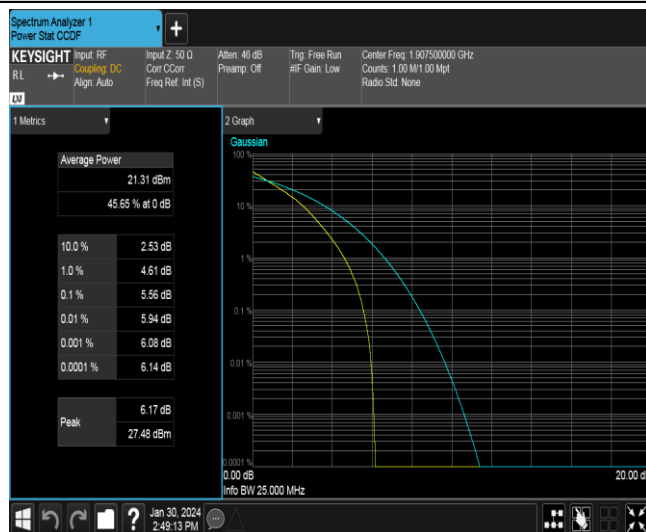 Spectrum Analyzer 1
Power Stat CCDF
+
KEYSIGHT
RL
LXI
Input: RF
Coupling: DC
Align: Auto
Input Z: 50 Ω
Corr CCorr
Freq Ref: Int (S)
Atten: 46 dB
Preamp: Off
Trig: Free Run
#IF Gain: Low
Center Freq: 1.907500000 GHz
Counts: 1.00 M/1.00 Mpt
Radio Std: None
1 Metrics
Average Power
21.31 dBm
45.65 % at 0 dB
10.0 % 2.53 dB
1.0 % 4.61 dB
0.1 % 5.56 dB
0.01 % 5.94 dB
0.001 % 6.08 dB
0.0001 % 6.14 dB
Peak
6.17 dB
27.48 dBm
2 Graph
Gaussian
100 %
10 %
1 %
0.1 %
0.01 %
0.001 %
0.0001 %
0.00 dB
20.00 d
Info BW 25.000 MHz
?
Jan 30, 2024
2:49:13 PM